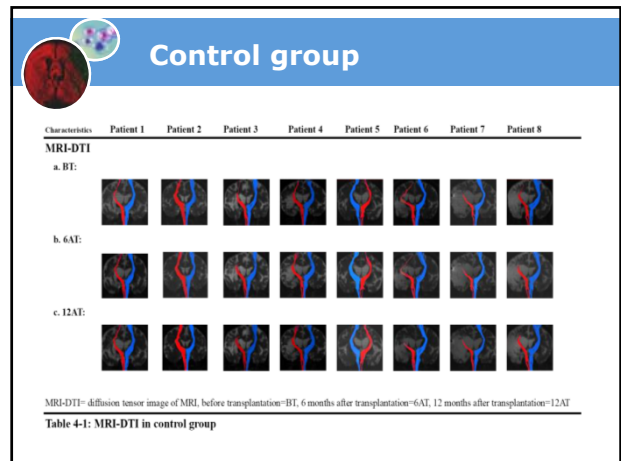 Control group
Characteristics Patient 1 Patient 2 Patient 3 Patient 4 Patient 5 Patient 6 Patient 7 Patient 8
MRI-DTI
a. BT:
b. 6AT:
c. 12AT:
MRI-DTI= diffusion tensor image of MRI, before transplantation=BT, 6 months after transplantation=6AT, 12 months after transplantation=12AT
Table 4-1: MRI-DTI in control group